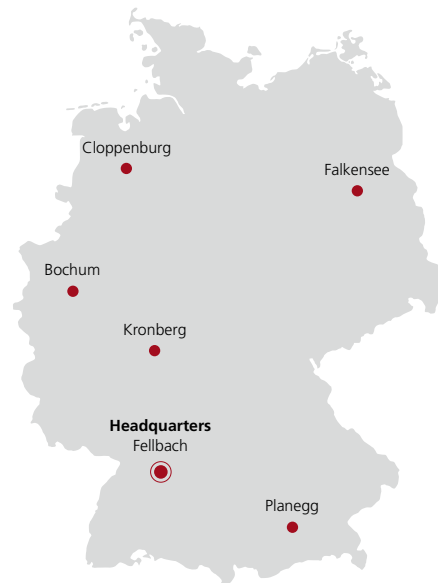 Cloppenburg
Falkensee
Bochum
Kronberg
Headquarters
Fellbach
Planegg